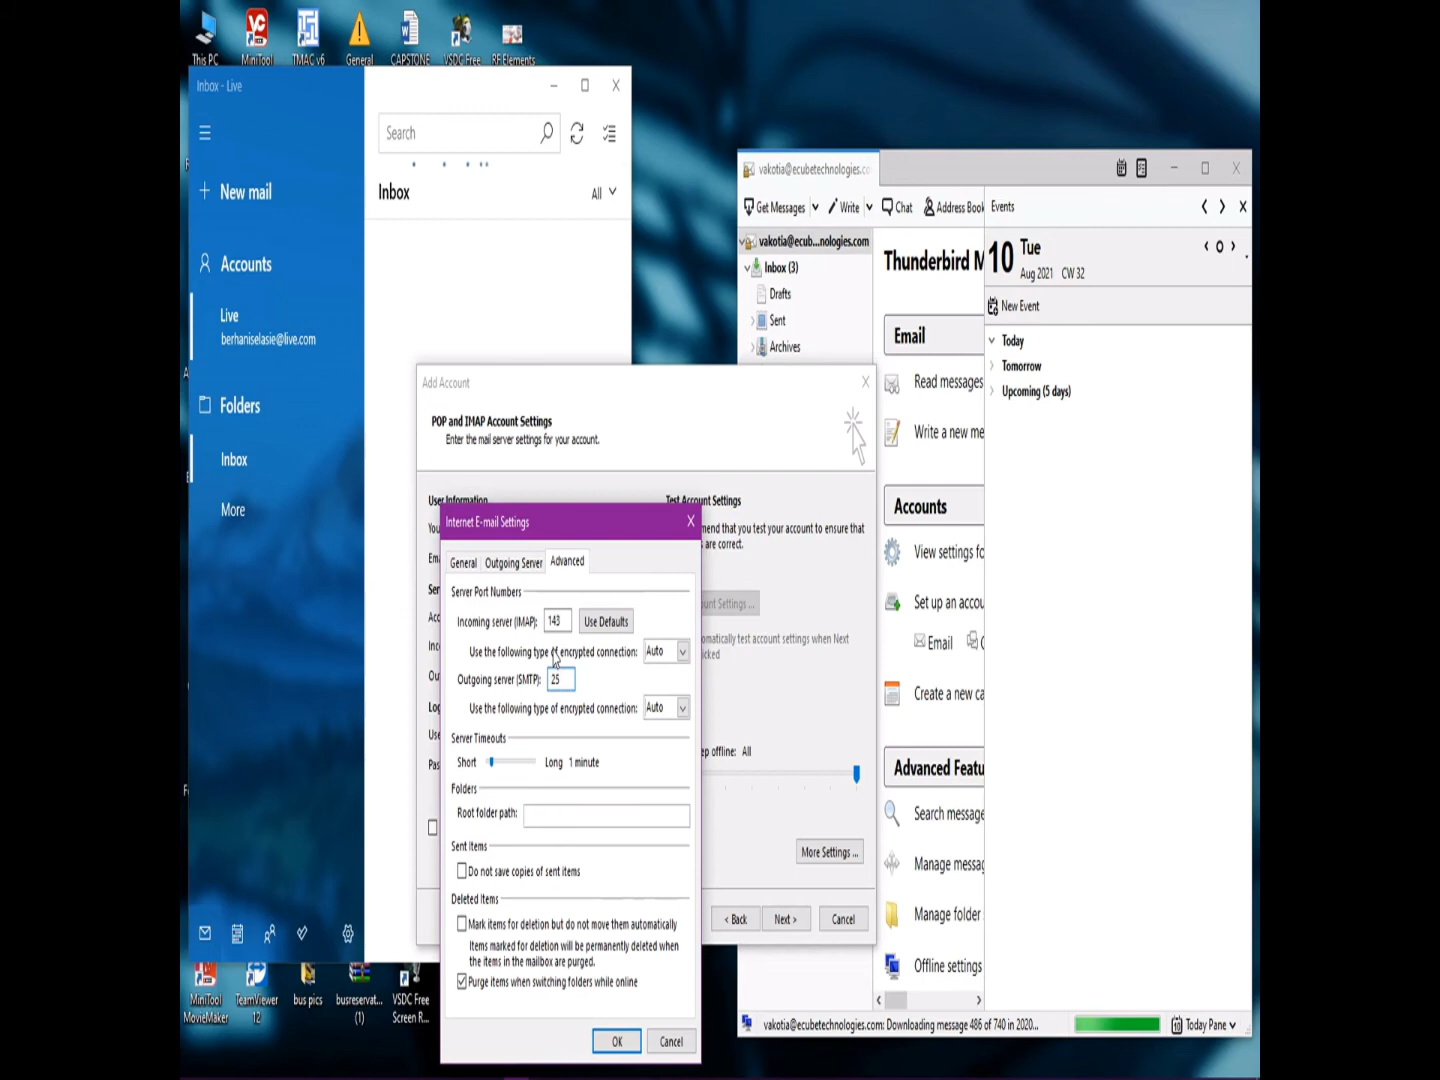 This PC
MiniTool
TMAC v6
General
CAPSTONE
VSDC Free
RF Elements
Inbox - Live
Search
New mail
Inbox
All
Accounts
Live
berhaniselasie@live.com
Folders
Inbox
More
MiniTool
MovieMaker
TeamViewer
12
bus pics
busreservat...
(1)
VSDC Free
Screen R...
Add Account
POP and IMAP Account Settings
Enter the mail server settings for your account.
User Information
Test Account Settings
mend that you test your account to ensure that
s are correct.
ount Settings ...
omatically test account settings when Next
icked
ep offline: All
More Settings ...
< Back
Next >
Cancel
Internet E-mail Settings
General
Outgoing Server
Advanced
Server Port Numbers
Incoming server (IMAP): 143
Use Defaults
Use the following type of encrypted connection: Auto
Outgoing server (SMTP): 25
Use the following type of encrypted connection: Auto
Server Timeouts
Short Long 1 minute
Folders
Root folder path:
Sent Items
Do not save copies of sent items
Deleted Items
Mark items for deletion but do not move them automatically
Items marked for deletion will be permanently deleted when
the items in the mailbox are purged.
Purge items when switching folders while online
OK
Cancel
vakotia@ecubetechnologies.co
Get Messages
Write
Chat
Address Book
Events
vakotia@ecub...nologies.com
Inbox (3)
Drafts
Sent
Archives
Thunderbird M
10 Tue
Aug 2021 CW 32
New Event
Today
Tomorrow
Upcoming (5 days)
Email
Read messages
Write a new me
Accounts
View settings fo
Set up an accou
Email
Create a new ca
Advanced Featu
Search message
Manage messag
Manage folder
Offline settings
vakotia@ecubetechnologies.com: Downloading message 486 of 740 in 2020...
Today Pane